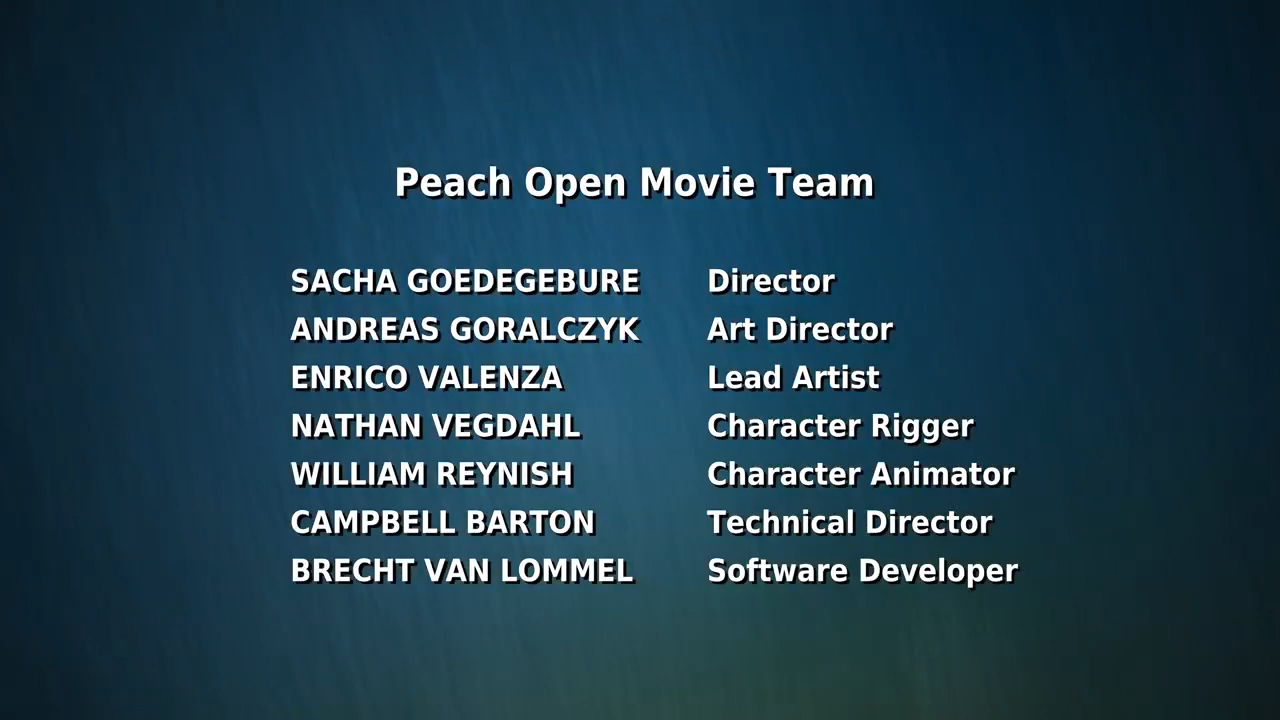 Peach Open Movie Team
SACHA GOEDEGEBURE Director
ANDREAS GORALCZYK Art Director
ENRICO VALENZA Lead Artist
NATHAN VEGDAHL Character Rigger
WILLIAM REYNISH Character Animator
CAMPBELL BARTON Technical Director
BRECHT VAN LOMMEL Software Developer